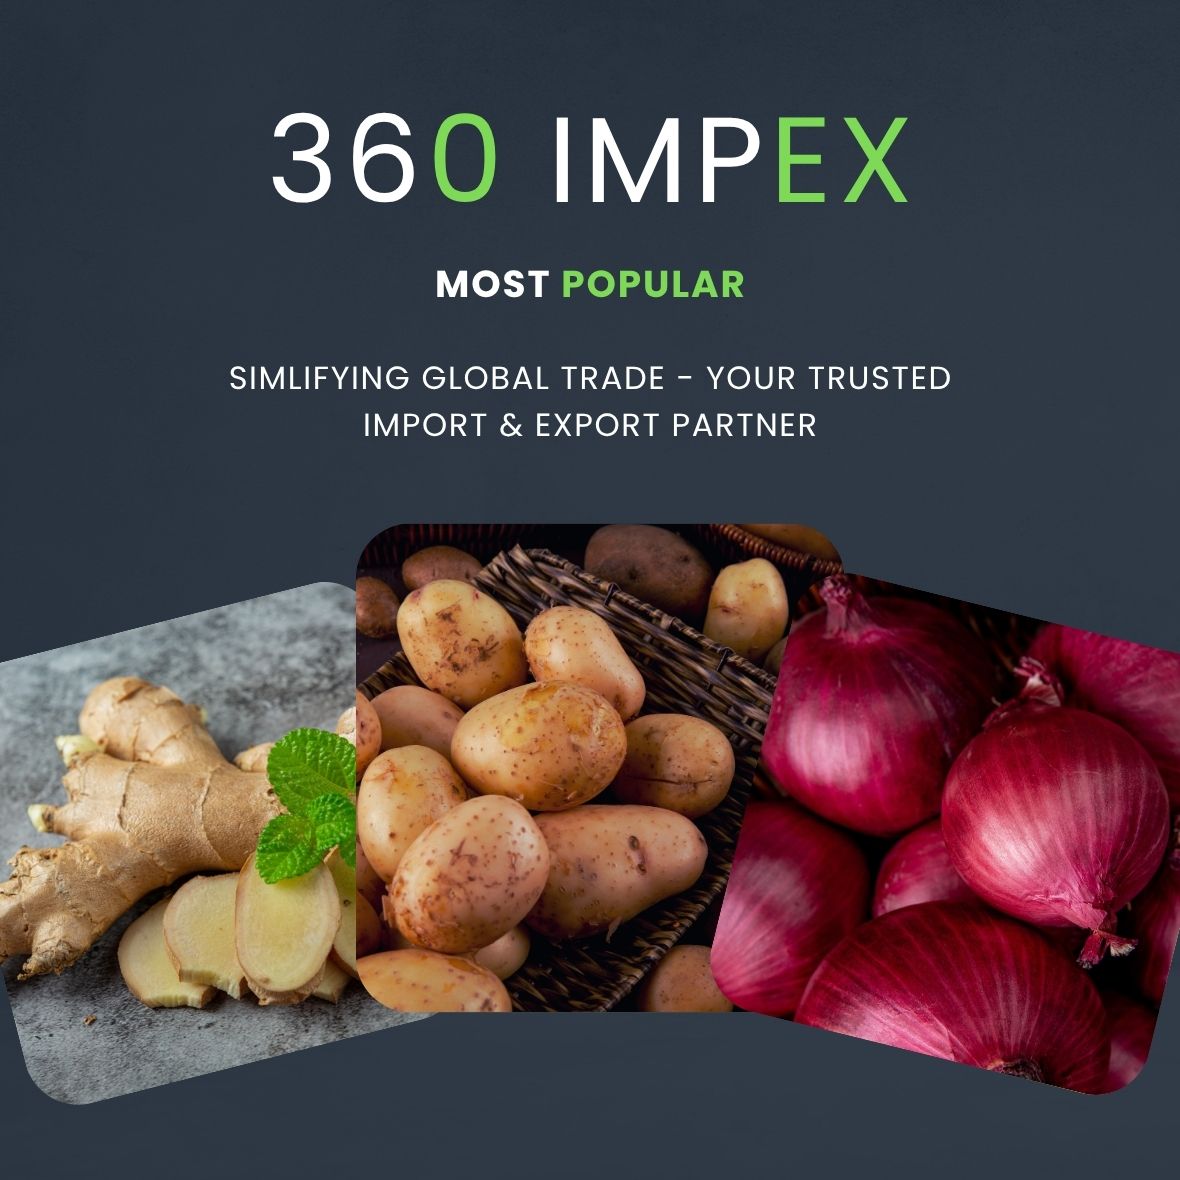 360 IMPEX
MOST POPULAR
SIMLIFYING GLOBAL TRADE - YOUR TRUSTED
IMPORT & EXPORT PARTNER